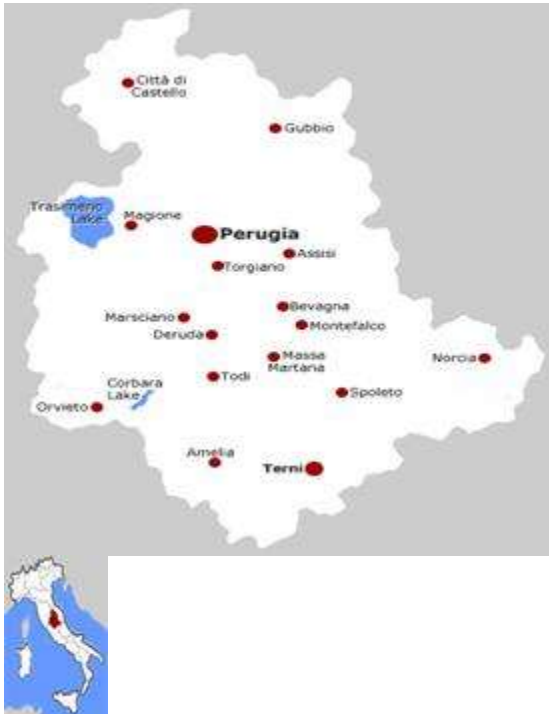 Città di
Castello
Gubbio
Trasimeno
Lake
Magione
Perugia
Assisi
Torgiano
Bevagna
Marsciano
Montefalco
Deruda
Massa
Martana
Norcia
Todi
Corbara
Lake
Spoleto
Orvieto
Amelia
Terni